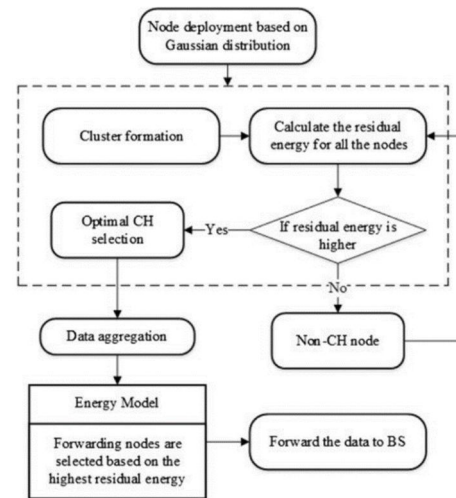 Node deployment based on
Gaussian distribution
Cluster formation
Calculate the residual
energy for all the nodes
Optimal CH
selection
Yes
If residual energy is
higher
No
Data aggregation
Non-CH node
Energy Model
Forwarding nodes are
selected based on the
highest residual energy
Forward the data to BS